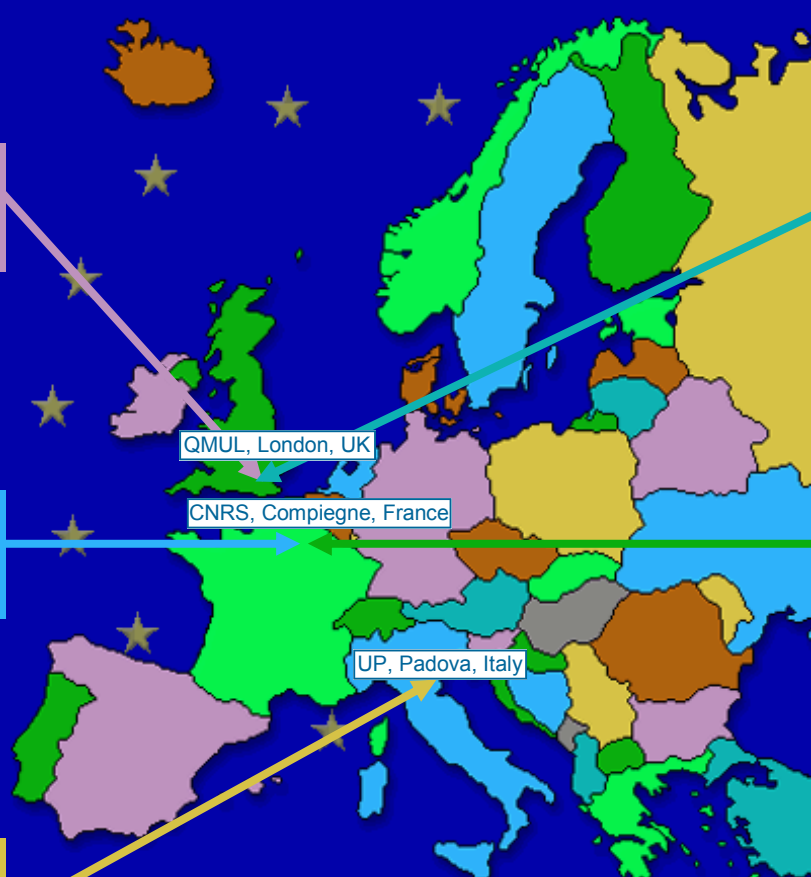 QMUL, London, UK
CNRS, Compiegne, France
UP, Padova, Italy